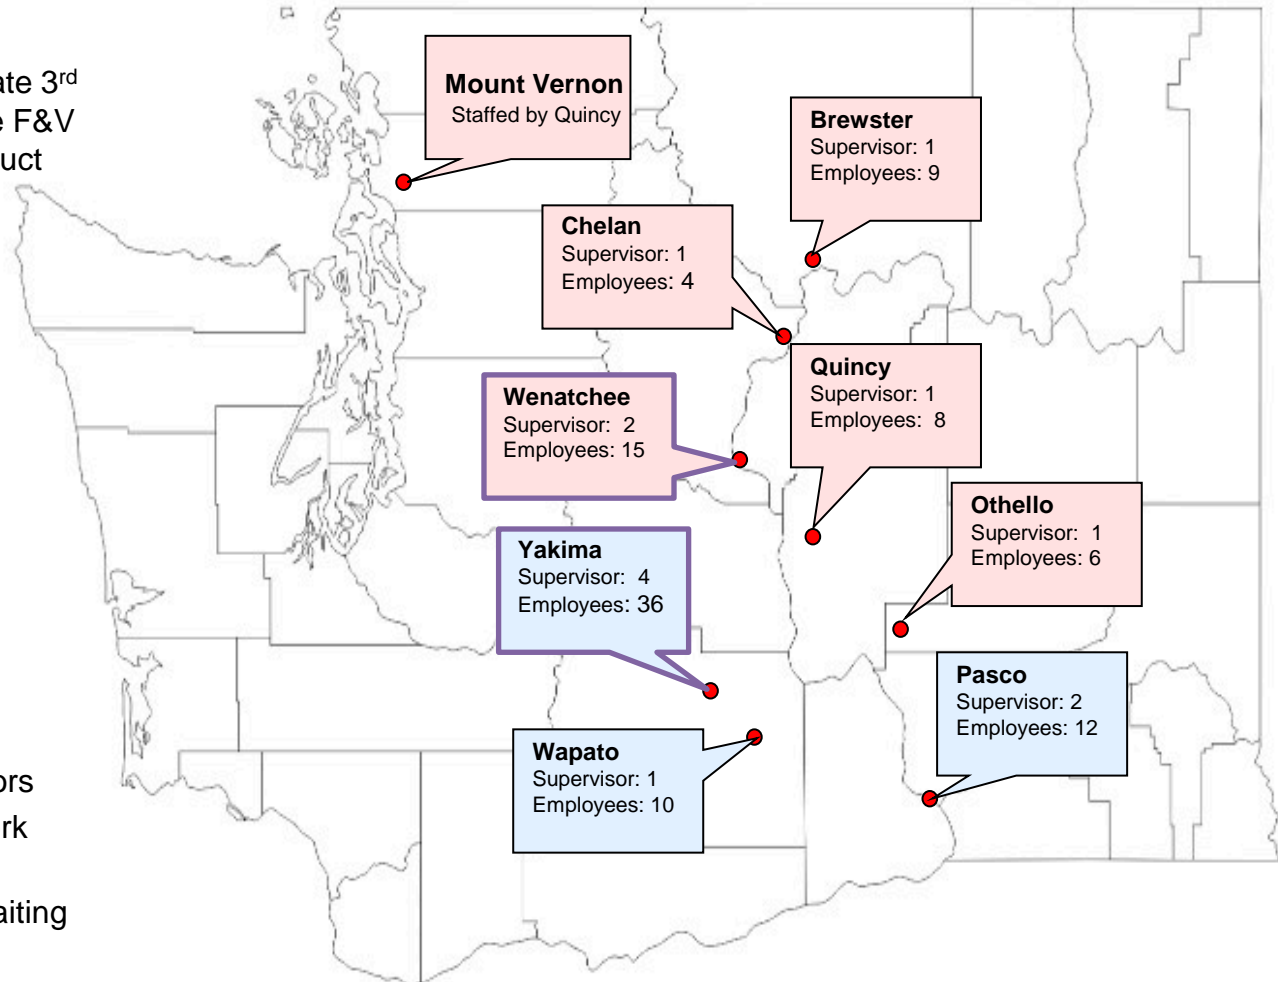 ate 3rd
e F&V
uct
Mount Vernon
Staffed by Quincy
Brewster
Supervisor: 1
Employees: 9
Chelan
Supervisor: 1
Employees: 4
Quincy
Supervisor: 1
Employees: 8
Wenatchee
Supervisor: 2
Employees: 15
Othello
Supervisor: 1
Employees: 6
Yakima
Supervisor: 4
Employees: 36
Pasco
Supervisor: 2
Employees: 12
Wapato
Supervisor: 1
Employees: 10
ors
rk
aiting